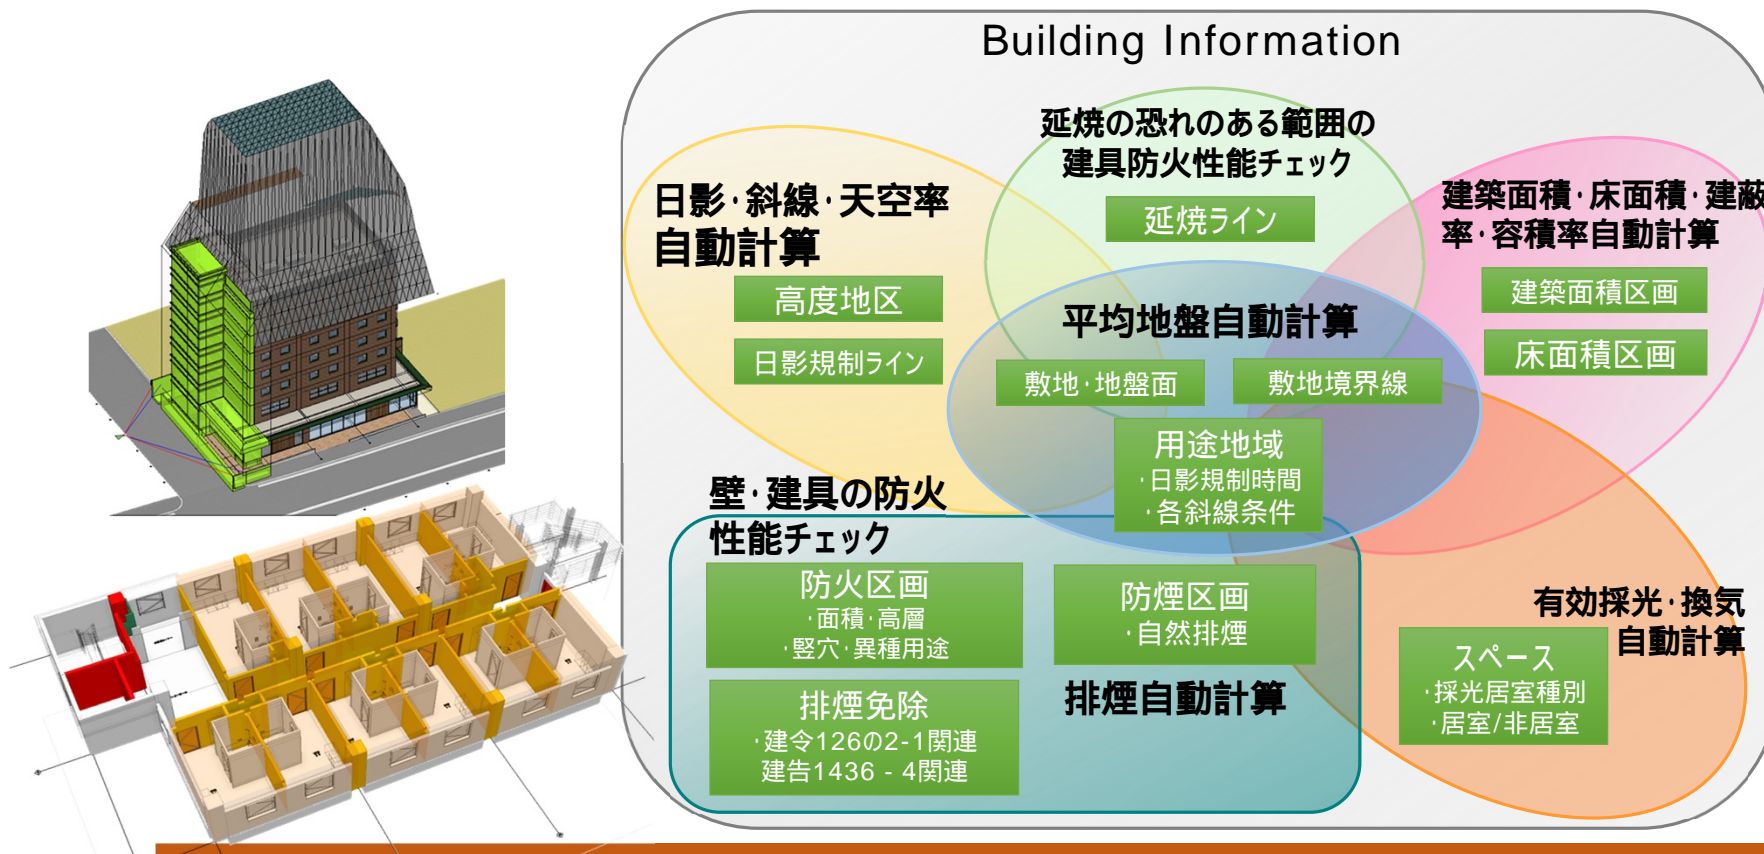 Building Information
延焼の恐れのある範囲の
建具防火性能チェック
延焼ライン
日影･斜線･天空率
自動計算
高度地区
日影規制ライン
建築面積･床面積･建蔽
率･容積率自動計算
建築面積区画
床面積区画
平均地盤自動計算
敷地･地盤面
敷地境界線
用途地域
･日影規制時間
･各斜線条件
壁･建具の防火
性能チェック
防火区画
･面積･高層
･竪穴･異種用途
排煙免除
･建令126の2-1関連
建告1436 - 4関連
防煙区画
･自然排煙
排煙自動計算
有効採光･換気
自動計算
スペース
･採光居室種別
･居室/非居室